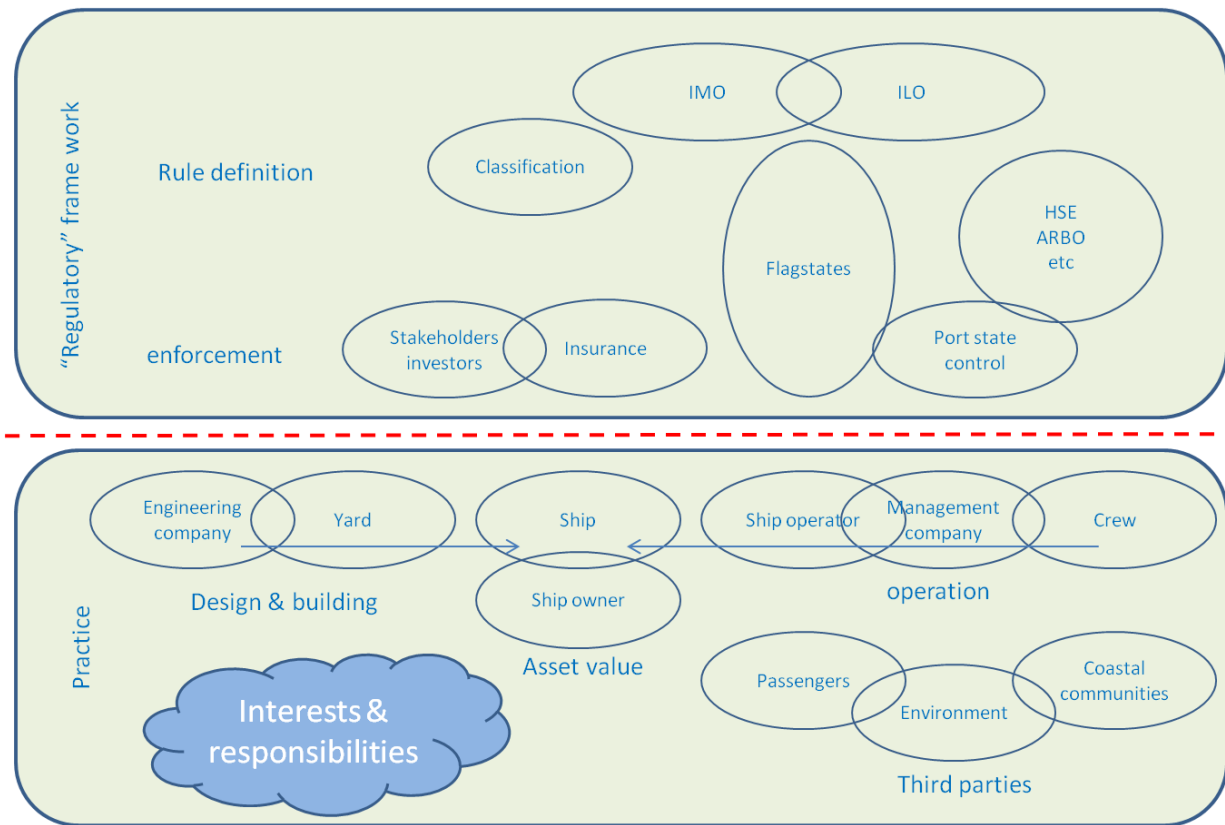 "Regulatory" frame work
IMO
ILO
Rule definition
Classification
HSE
ARBO
etc
Flagstates
enforcement
Stakeholders
investors
Insurance
Port state
control
Practice
Engineering
company
Yard
Ship
Ship operator
Management
company
Crew
Design & building
Ship owner
operation
Asset value
Interests &
responsibilities
Passengers
Environment
Coastal
communities
Third parties